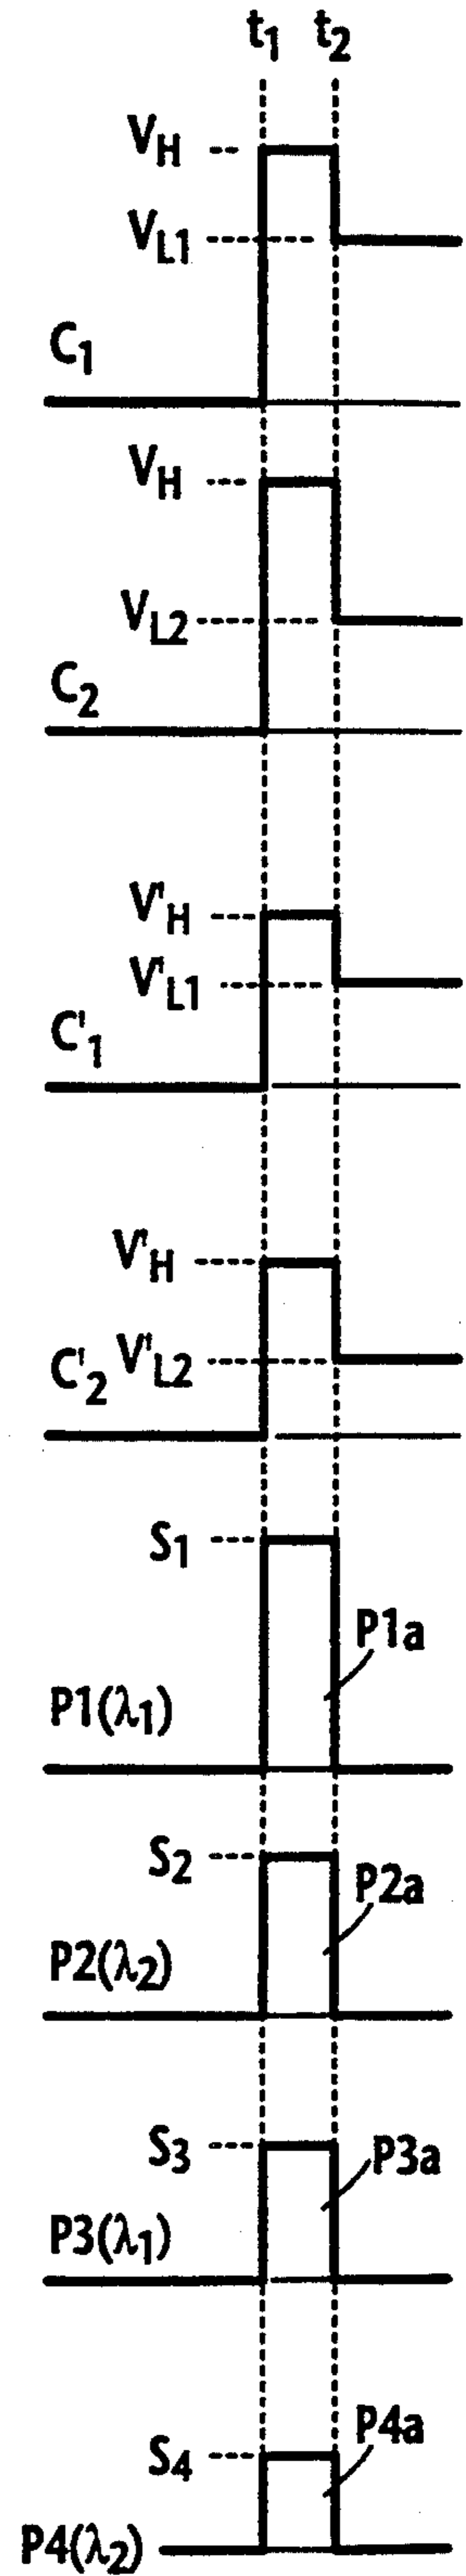 t1 t2
VH
VL1
C1
VH
VL2
C2
V'H
V'L1
C'1
V'H
C'2 V'L2
S1
P1a
P1(λ1)
S2
P2a
P2(λ2)
S3
P3a
P3(λ1)
S4
P4a
P4(λ2)